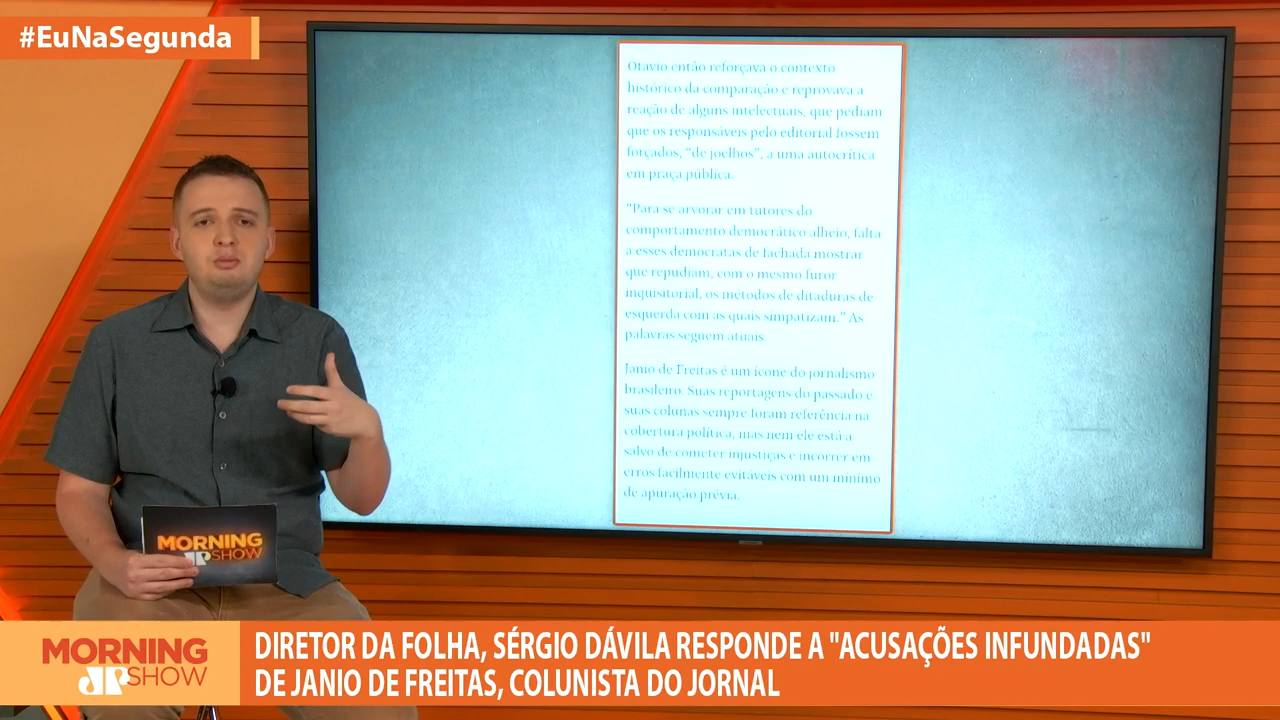 #EuNaSegunda
Otavio então reforçava o contexto
histórico da comparação e reprovava a
reação de alguns intelectuais, que pediam
que os responsáveis pelo editorial fossem
forçados, "de joelhos", a uma autocrítica
em praça pública.
"Para se arvorar em tutores do
comportamento democrático alheio, falta
a esses democratas de fachada mostrar
que repudiam, com o mesmo furor
inquisitorial, os métodos de ditaduras de
esquerda com as quais simpatizam." As
palavras seguem atuais.
Janio de Freitas é um ícone do jornalismo
brasileiro. Suas reportagens do passado e
suas colunas sempre foram referência na
cobertura política, mas nem ele está a
salvo de cometer injustiças e incorrer em
erros facilmente evitáveis com um mínimo
de apuração prévia.
MORNING
JP SHOW
MORNING
JP SHOW
DIRETOR DA FOLHA, SÉRGIO DÁVILA RESPONDE A "ACUSAÇÕES INFUNDADAS"
DE JANIO DE FREITAS, COLUNISTA DO JORNAL